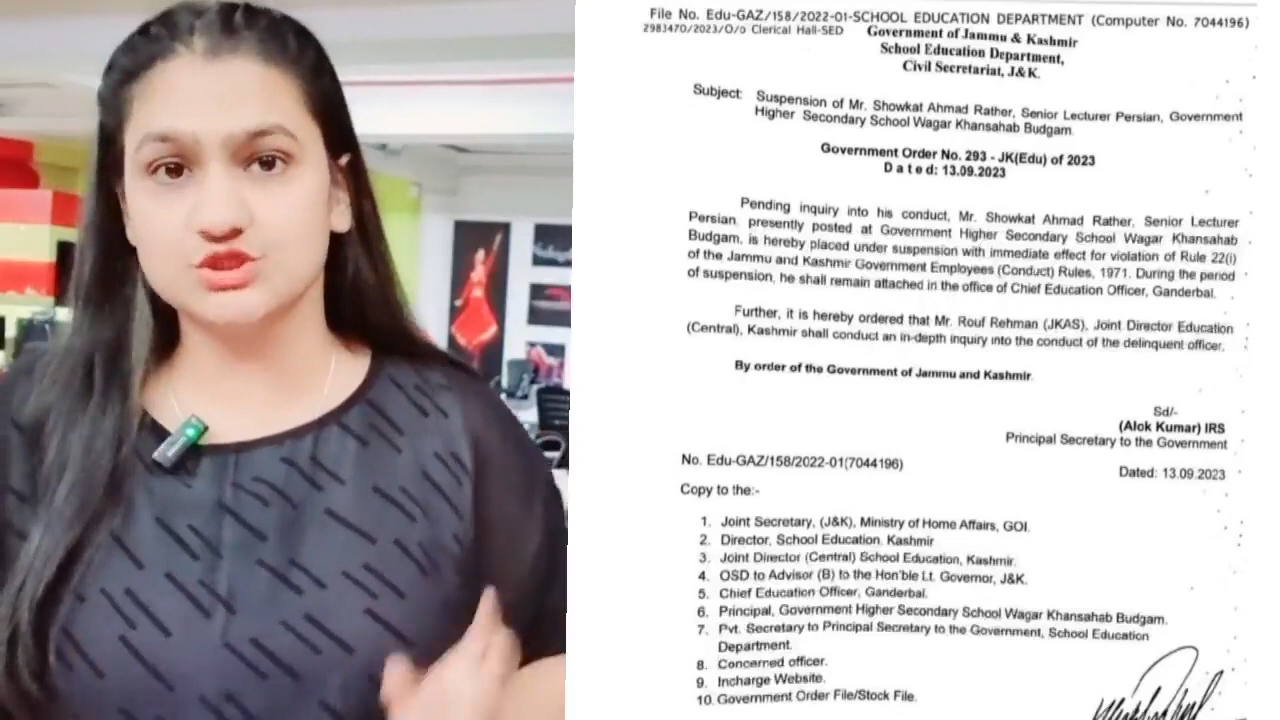 File No. Edu-GAZ/158/2022-01-SCHOOL EDUCATION DEPARTMENT (Computer No. 7044196)
2983470/2023/O/o Clerical Hall-SED
Government of Jammu & Kashmir
School Education Department,
Civil Secretariat, J&K.
Subject: Suspension of Mr. Showkat Ahmad Rather, Senior Lecturer Persian, Government
Higher Secondary School Wagar Khansahab Budgam.
Government Order No. 293 - JK(Edu) of 2023
D a t e d: 13.09.2023
Pending inquiry into his conduct, Mr. Showkat Ahmad Rather, Senior Lecturer
Persian, presently posted at Government Higher Secondary School Wagar Khansahab
Budgam, is hereby placed under suspension with immediate effect for violation of Rule 22(i)
of the Jammu and Kashmir Government Employees (Conduct) Rules, 1971. During the period
of suspension, he shall remain attached in the office of Chief Education Officer, Ganderbal.
Further, it is hereby ordered that Mr. Rouf Rehman (JKAS), Joint Director Education
(Central), Kashmir shall conduct an in-depth inquiry into the conduct of the delinquent officer.
By order of the Government of Jammu and Kashmir.
Sd/-
(Alok Kumar) IRS
Principal Secretary to the Government
No. Edu-GAZ/158/2022-01(7044196)
Dated: 13.09.2023
Copy to the:-
1. Joint Secretary, (J&K), Ministry of Home Affairs, GOI.
2. Director, School Education, Kashmir
3. Joint Director (Central) School Education, Kashmir.
4. OSD to Advisor (B) to the Hon'ble Lt. Governor, J&K.
5. Chief Education Officer, Ganderbal.
6. Principal, Government Higher Secondary School Wagar Khansahab Budgam.
7. Pvt. Secretary to Principal Secretary to the Government, School Education
Department.
8. Concerned officer.
9. Incharge Website.
10. Government Order File/Stock File.